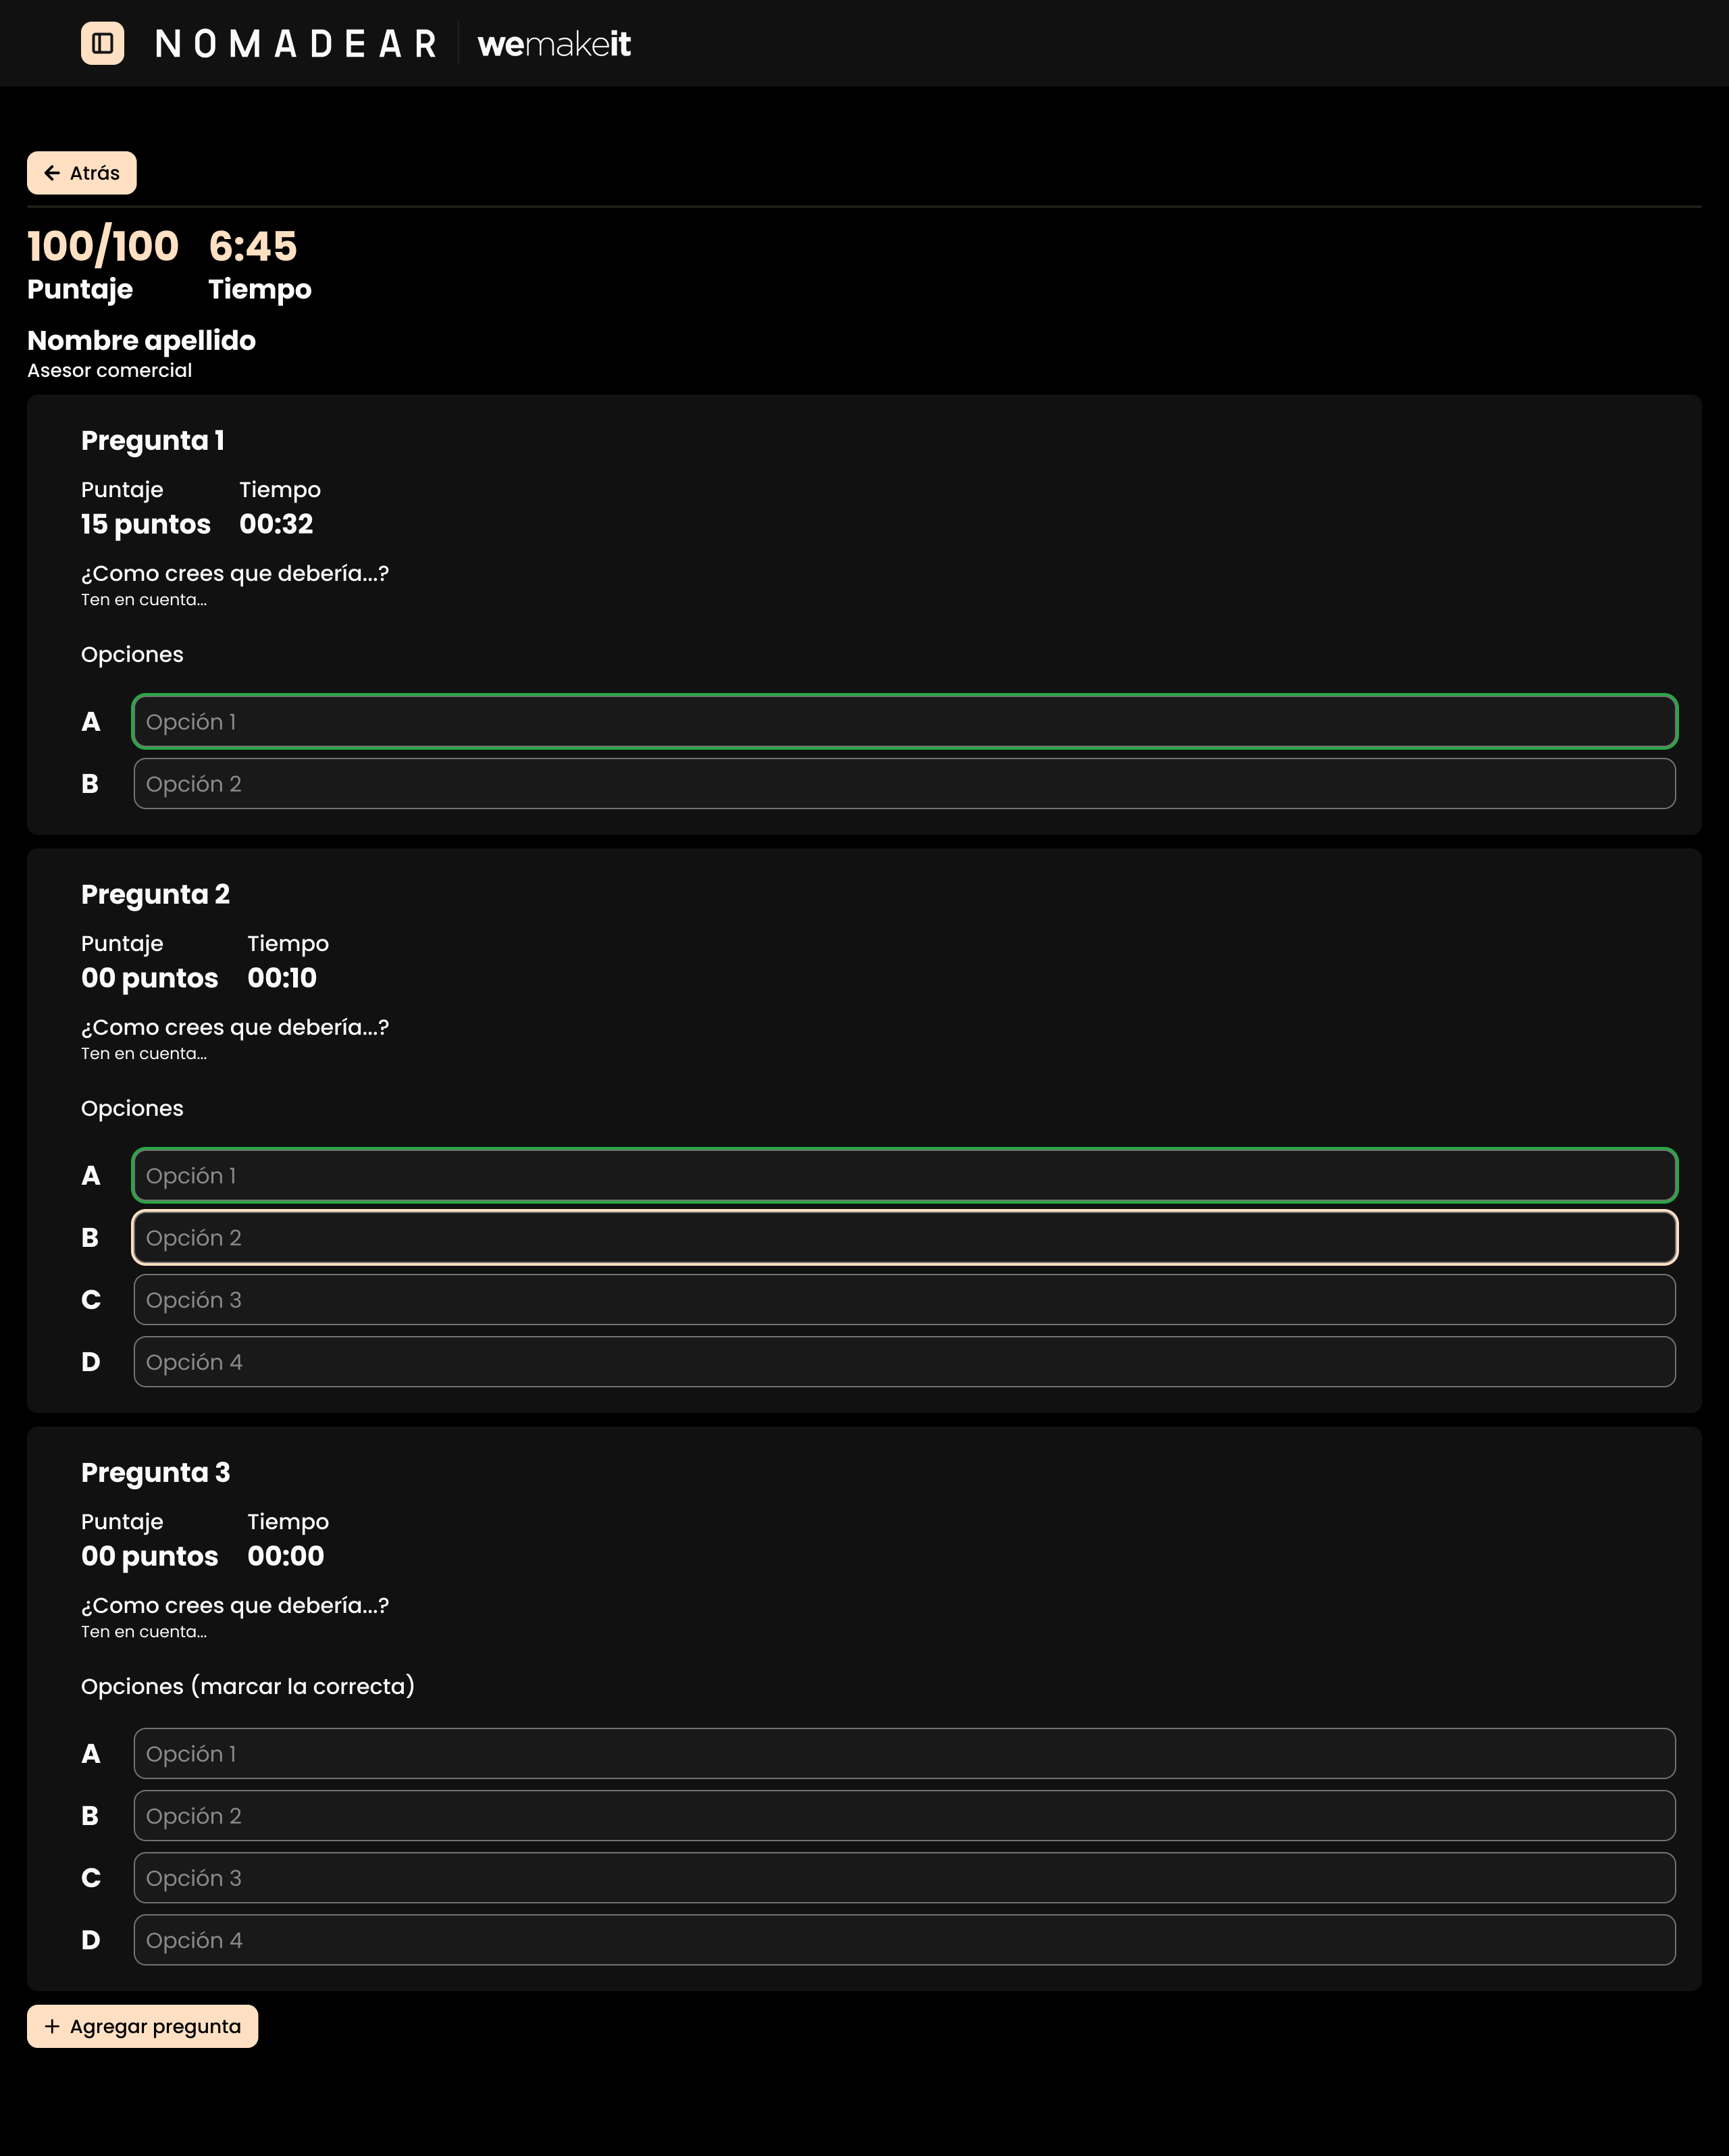 NOMADEAR wemakeit
Atrás
100/100 6:45
Puntaje Tiempo
Nombre apellido
Asesor comercial
Pregunta 1
Puntaje Tiempo
15 puntos 00:32
¿Como crees que debería...?
Ten en cuenta...
Opciones
A Opción 1
B Opción 2
Pregunta 2
Puntaje Tiempo
00 puntos 00:10
¿Como crees que debería...?
Ten en cuenta...
Opciones
A Opción 1
B Opción 2
C Opción 3
D Opción 4
Pregunta 3
Puntaje Tiempo
00 puntos 00:00
¿Como crees que debería...?
Ten en cuenta...
Opciones (marcar la correcta)
A Opción 1
B Opción 2
C Opción 3
D Opción 4
+ Agregar pregunta